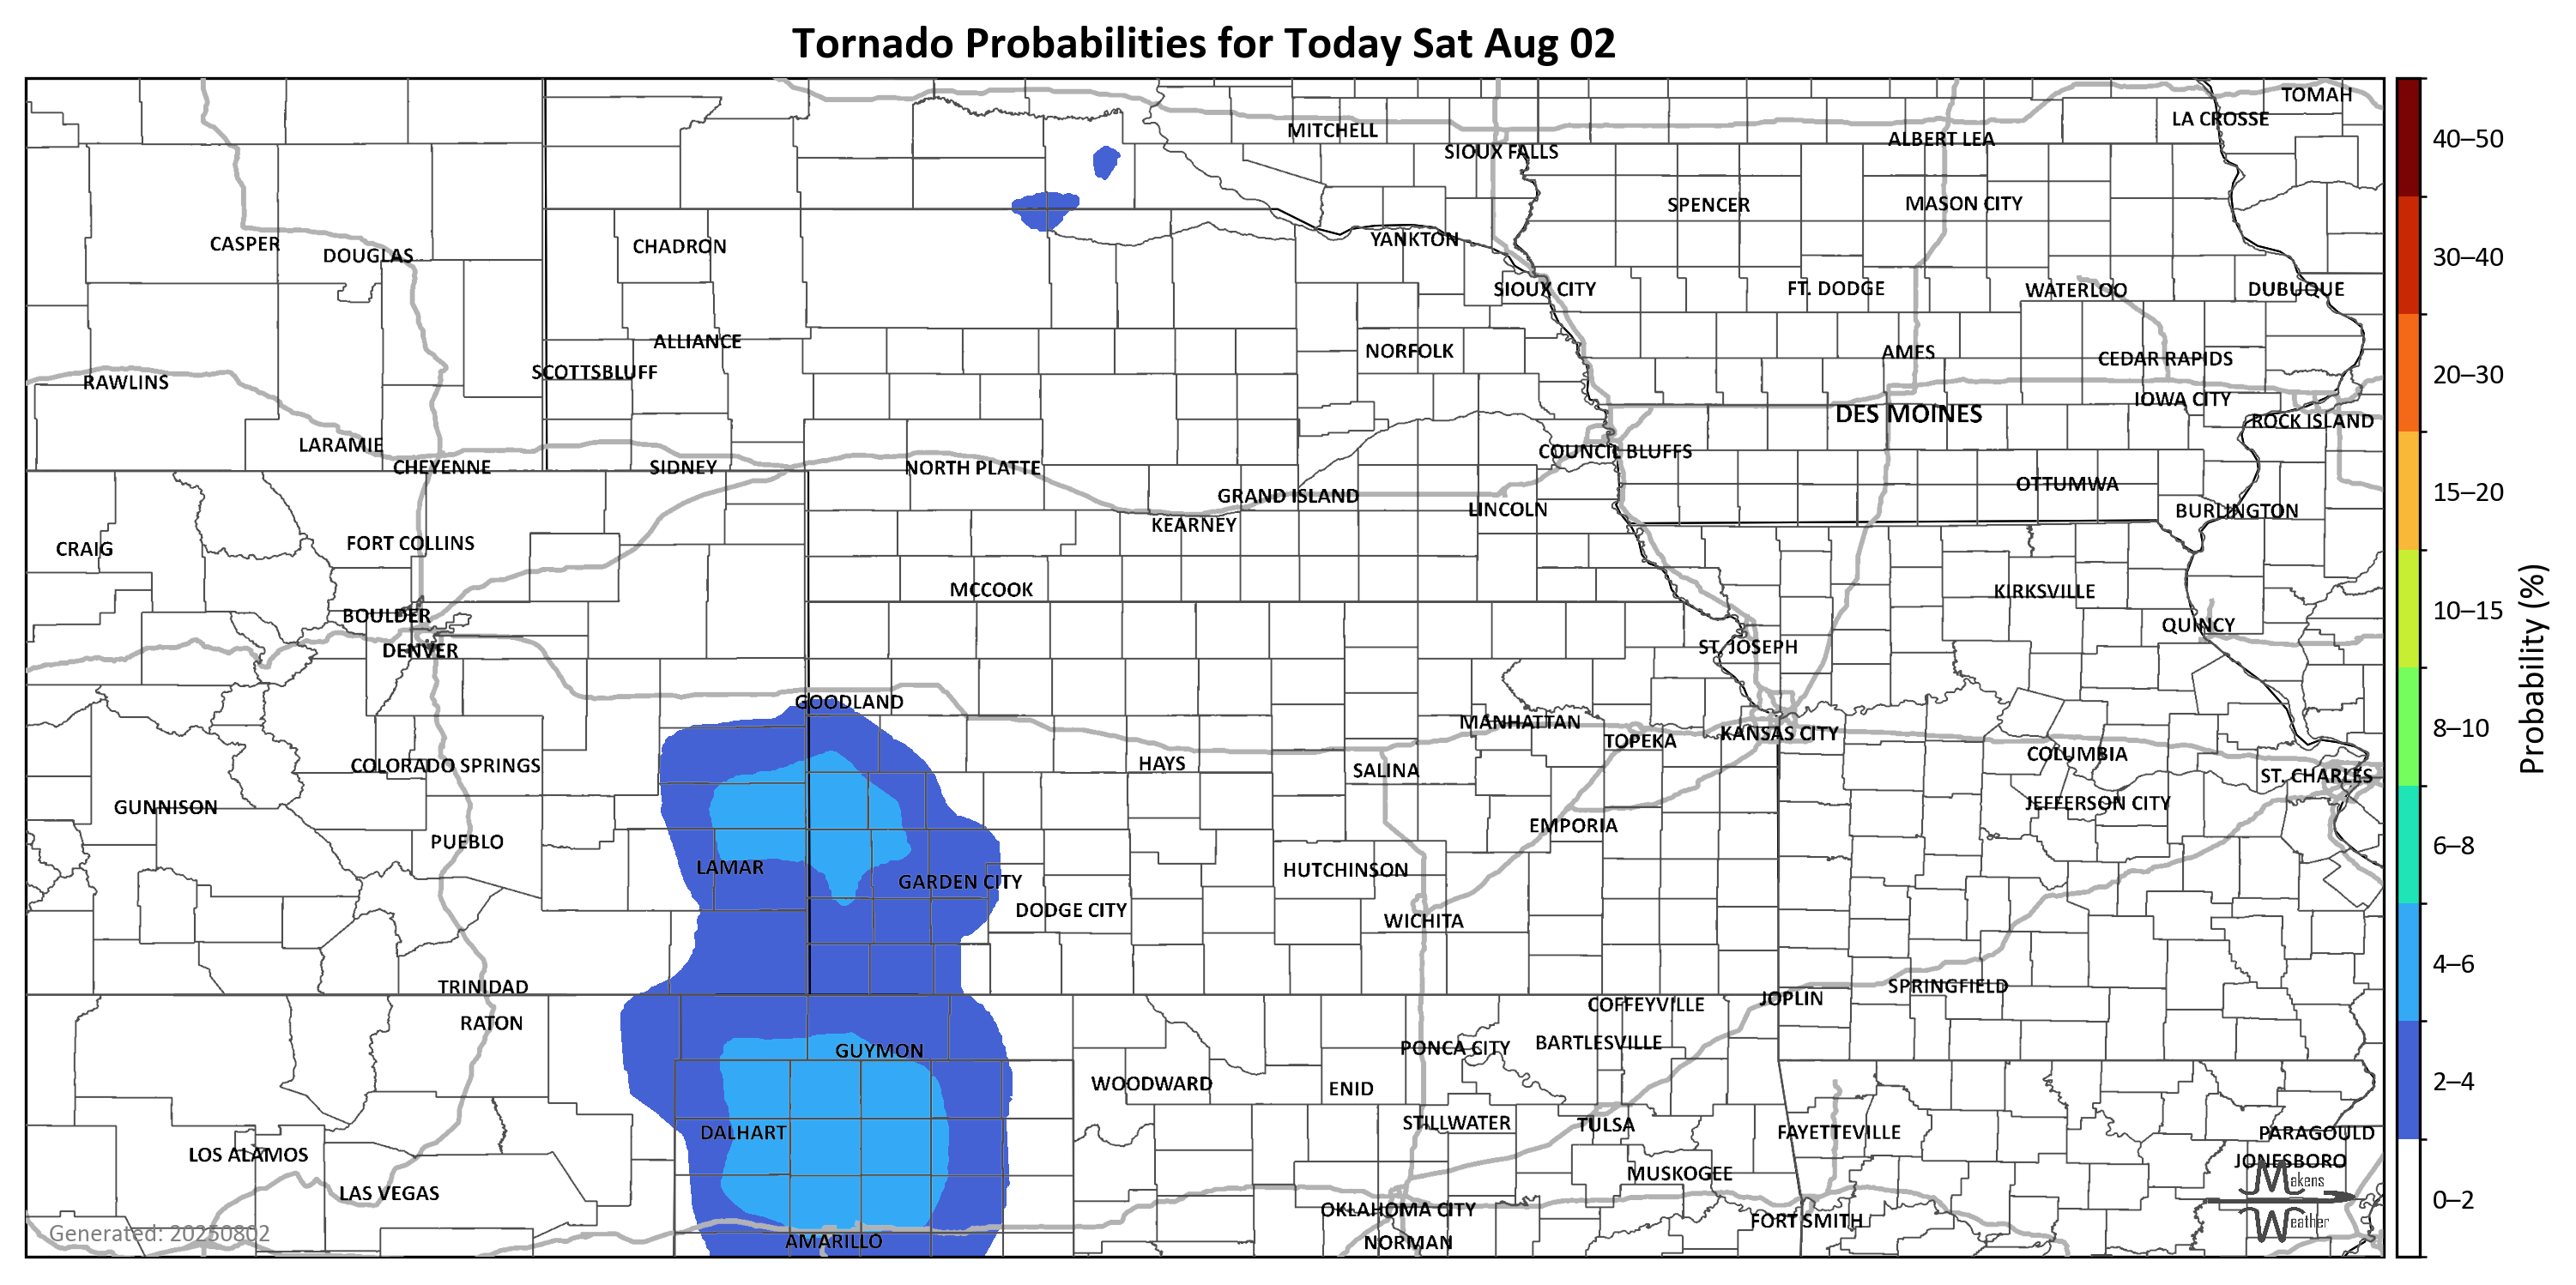 Tornado Probabilities for Today Sat Aug 02
TOMAH
LA CROSSE
MITCHELL
ALBERT LEA
SIOUX FALLS
SPENCER
MASON CITY
CASPER
DOUGLAS
CHADRON
YANKTON
SIOUX CITY
FT. DODGE
WATERLOO
DUBUQUE
ALLIANCE
NORFOLK
AMES
CEDAR RAPIDS
SCOTTSBLUFF
RAWLINS
IOWA CITY
DES MOINES
ROCK ISLAND
LARAMIE
COUNCIL BLUFFS
CHEYENNE
SIDNEY
NORTH PLATTE
OTTUMWA
GRAND ISLAND
LINCOLN
BURLINGTON
KEARNEY
CRAIG
FORT COLLINS
MCCOOK
KIRKSVILLE
BOULDER
QUINCY
DENVER
ST. JOSEPH
GOODLAND
MANHATTAN
TOPEKA
KANSAS CITY
COLUMBIA
COLORADO SPRINGS
HAYS
SALINA
ST. CHARLES
GUNNISON
JEFFERSON CITY
EMPORIA
PUEBLO
LAMAR
HUTCHINSON
GARDEN CITY
DODGE CITY
WICHITA
TRINIDAD
SPRINGFIELD
JOPLIN
COFFEYVILLE
RATON
BARTLESVILLE
GUYMON
PONCA CITY
WOODWARD
ENID
STILLWATER
TULSA
DALHART
FAYETTEVILLE
PARAGOULD
LOS ALAMOS
JONESBORO
MUSKOGEE
LAS VEGAS
OKLAHOMA CITY
FORT SMITH
AMARILLO
NORMAN
Generated: 20250802
Makens
Weather
40–50
30–40
20–30
15–20
10–15
8–10
6–8
4–6
2–4
0–2
Probability (%)